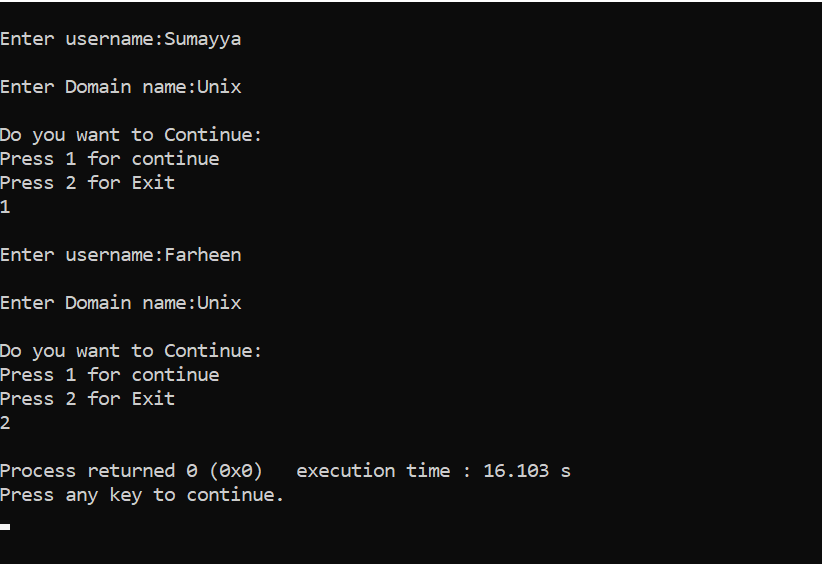 Enter username:Sumayya
Enter Domain name:Unix
Do you want to Continue:
Press 1 for continue
Press 2 for Exit
1
Enter username:Farheen
Enter Domain name:Unix
Do you want to Continue:
Press 1 for continue
Press 2 for Exit
2
Process returned 0 (0x0)   execution time : 16.103 s
Press any key to continue.